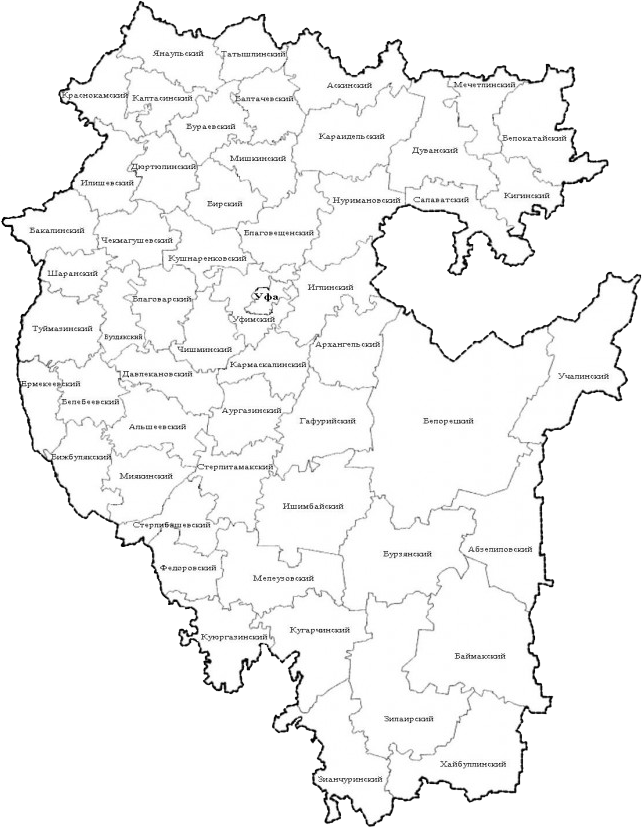 Янаульский
Татышлинский
Аскинский
Мечетлинский
Краснокамский
Калтасинский
Балтачевский
Бураевский
Караидельский
Белокатайский
Дуванский
Мишкинский
Дюртюлинский
Илишевский
Бирский
Нуримановский
Салаватский
Кигинский
Бакалинский
Чекмагушевский
Благовещенский
Кушнаренковский
Шаранский
Иглинский
Благоварский
Уфа
Уфимский
Туймазинский
Буздякский
Архангельский
Чишминский
Кармаскалинский
Давлекановский
Учалинский
Ермекеевский
Белебеевский
Аургазинский
Альшеевский
Гафурийский
Белорецкий
Бижбулякский
Стерлитамакский
Миякинский
Ишимбайский
Стерлибашевский
Бурзянский
Абзелиловский
Федоровский
Мелеузовский
Куюргазинский
Кугарчинский
Баймакский
Зилаирский
Хайбуллинский
Зианчуринский